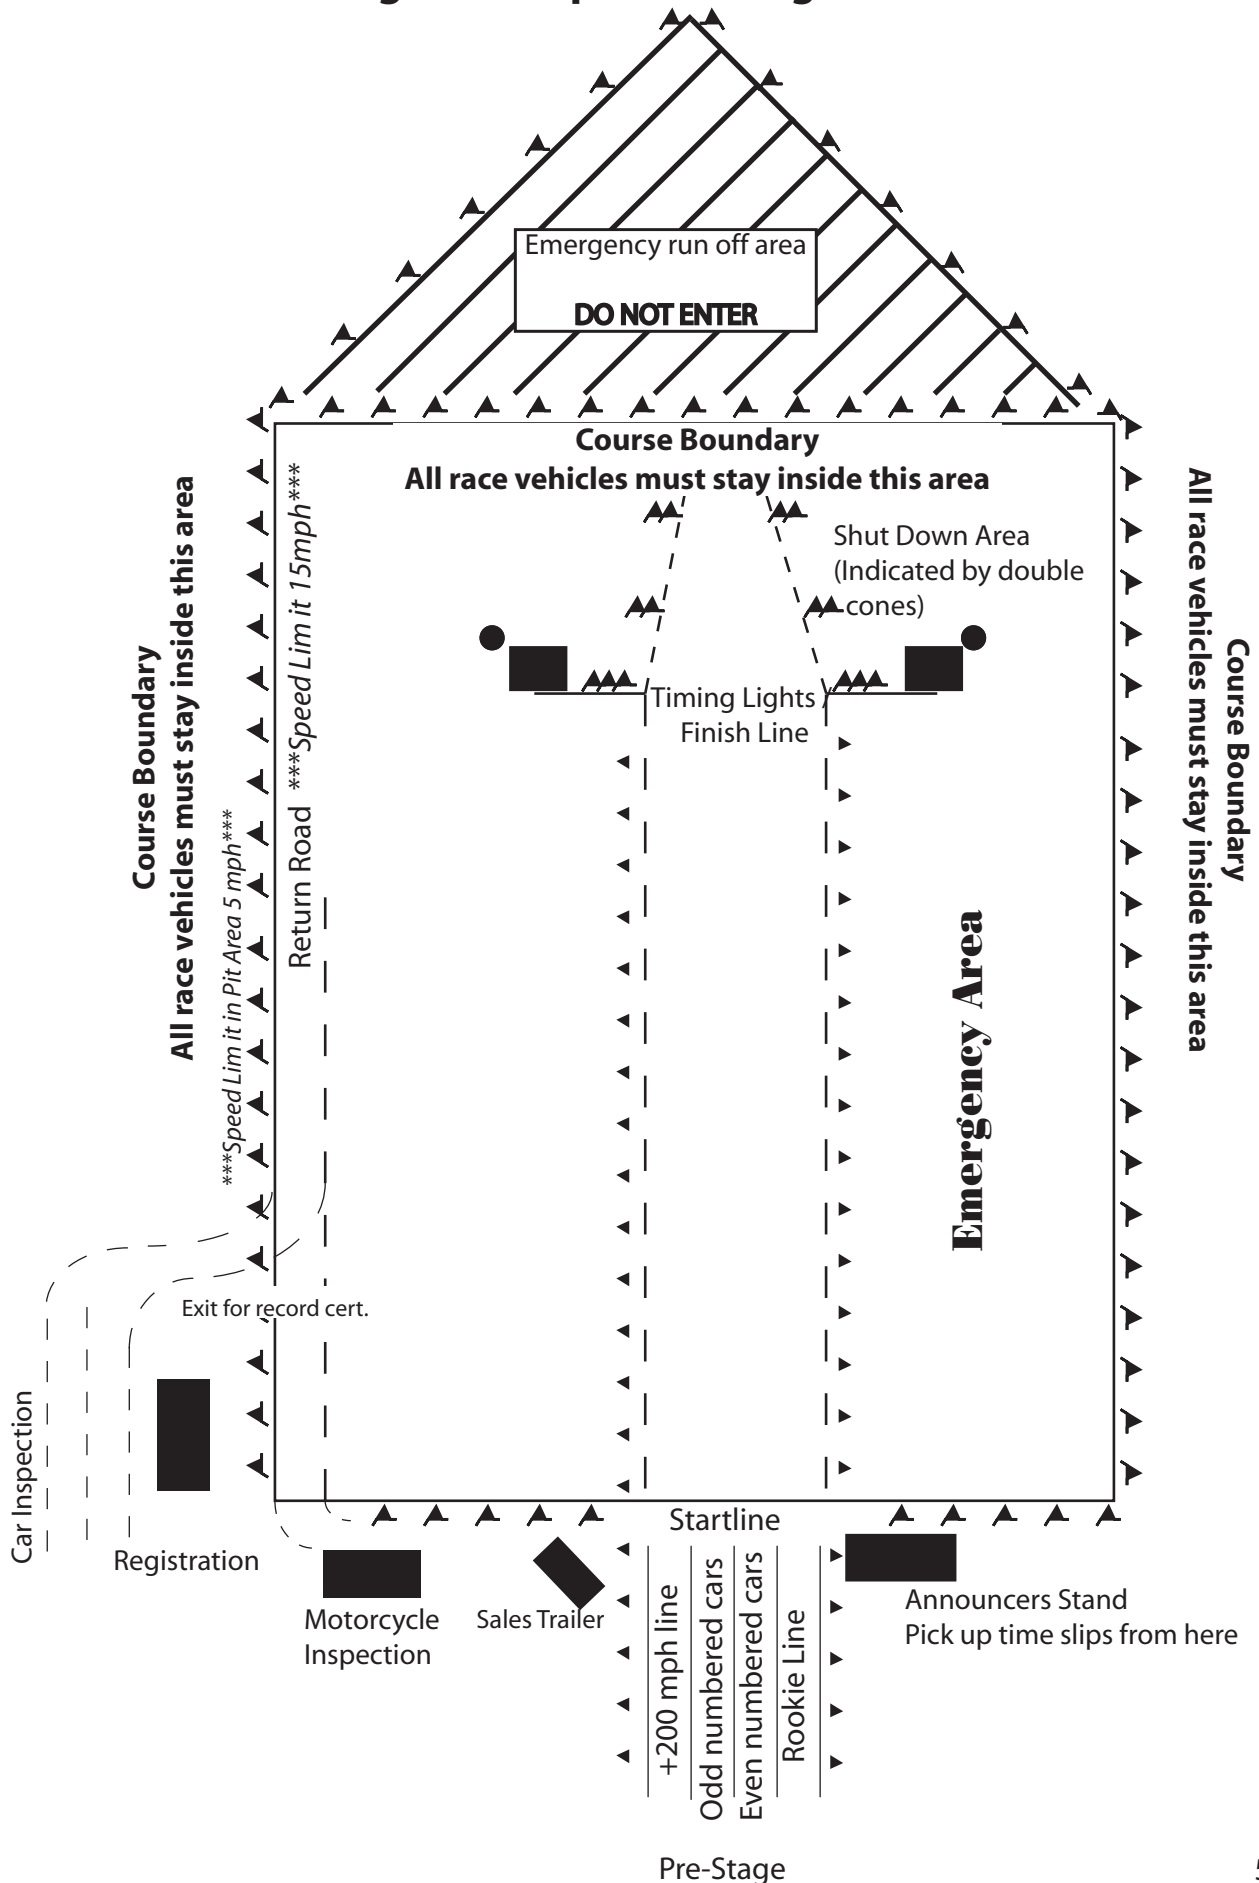 Emergency run off area
DO NOT ENTER
Course Boundary
All race vehicles must stay inside this area
Shut Down Area
(Indicated by double
cones)
Timing Lights /
Finish Line
Course Boundary
All race vehicles must stay inside this area
***Speed Lim it in Pit Area 5 mph***
Return Road ***Speed Lim it 15mph***
Emergency Area
Course Boundary
All race vehicles must stay inside this area
Exit for record cert.
Car Inspection
Registration
Motorcycle
Inspection
Sales Trailer
Startline
+200 mph line
Odd numbered cars
Even numbered cars
Rookie Line
Announcers Stand
Pick up time slips from here
Pre-Stage